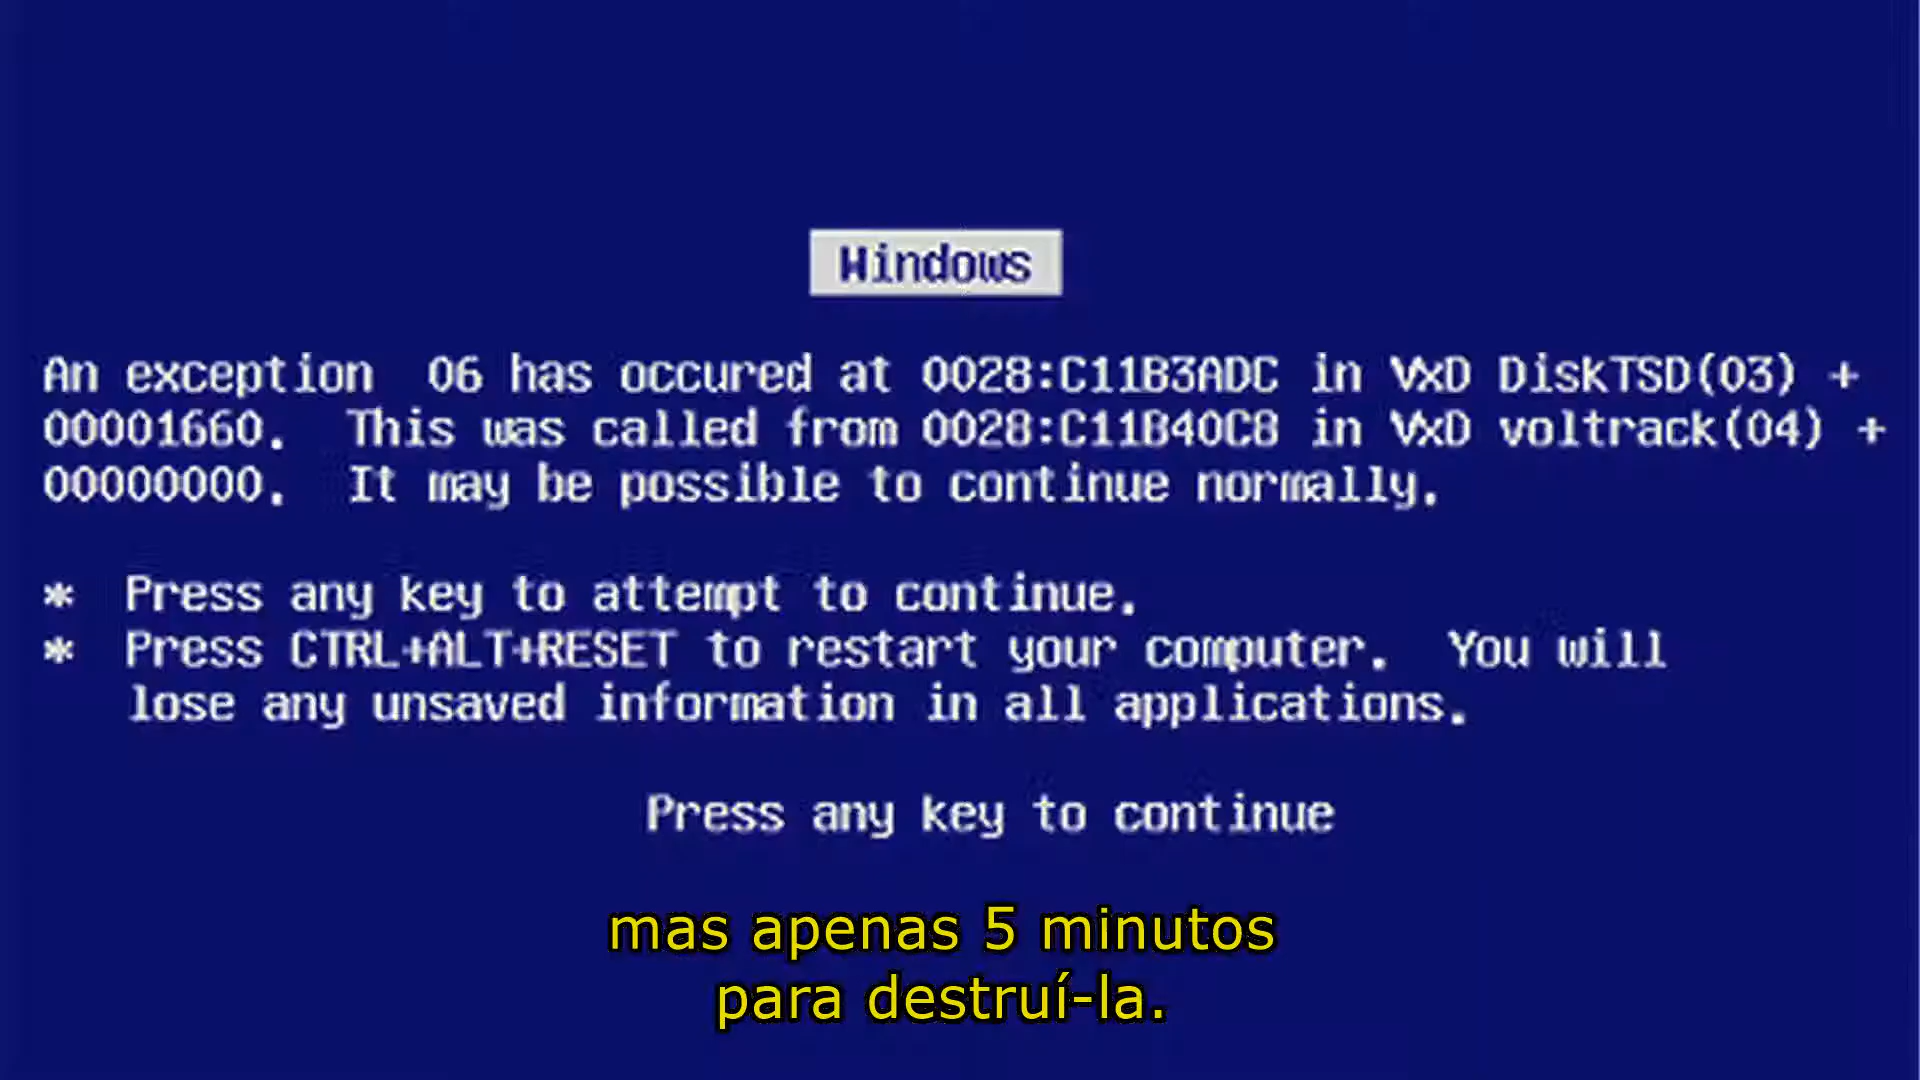 Windows
An exception 06 has occured at 0028:C11B3ADC in VxD DiskTSD(03) +
00001660. This was called from 0028:C11B40C8 in VxD voltrack(04) +
00000000. It may be possible to continue normally.
* Press any key to attempt to continue.
* Press CTRL+ALT+RESET to restart your computer. You will
lose any unsaved information in all applications.
Press any key to continue
mas apenas 5 minutos
para destruí-la.